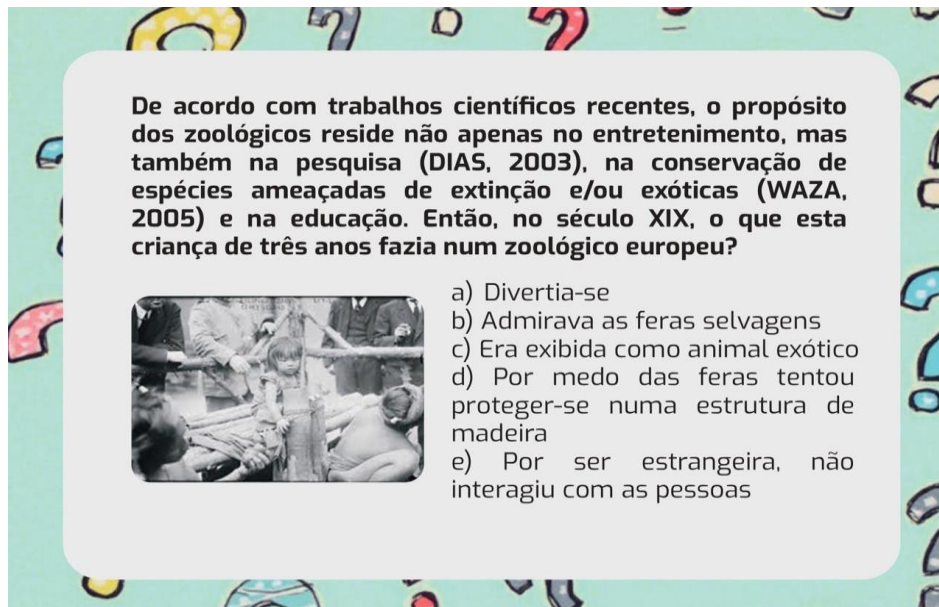 De acordo com trabalhos científicos recentes, o propósito
dos zoológicos reside não apenas no entretenimento, mas
também na pesquisa (DIAS, 2003), na conservação de
espécies ameaçadas de extinção e/ou exóticas (WAZA,
2005) e na educação. Então, no século XIX, o que esta
criança de três anos fazia num zoológico europeu?
a) Divertia-se
b) Admirava as feras selvagens
c) Era exibida como animal exótico
d) Por medo das feras tentou
proteger-se numa estrutura de
madeira
e) Por ser estrangeira, não
interagiu com as pessoas